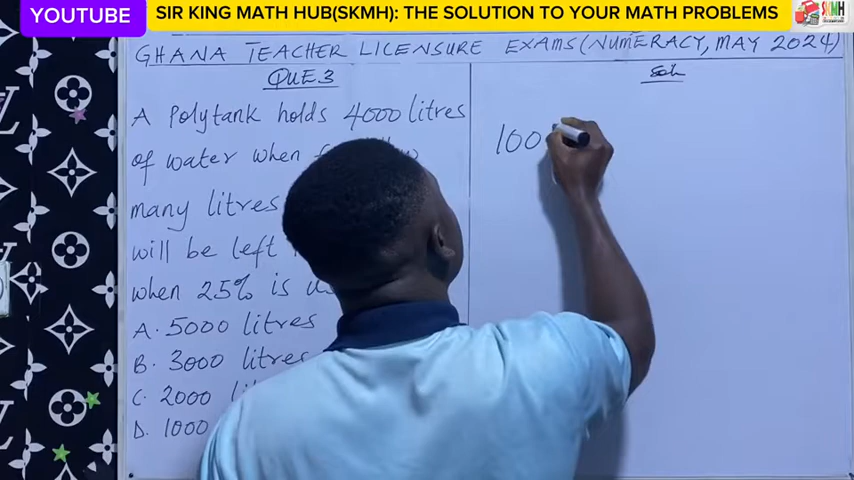 YOUTUBE
SIR KING MATH HUB(SKMH): THE SOLUTION TO YOUR MATH PROBLEMS
SKMH
GHANA TEACHER LICENSURE EXAMS(NUMERACY, MAY 2024)
QUE 3
A Polytank holds 4000 litres
of water when
many litres
will be left
when 25% is
A. 5000 litres
B. 3000 litres
C. 2000
D. 1000
Soln
100